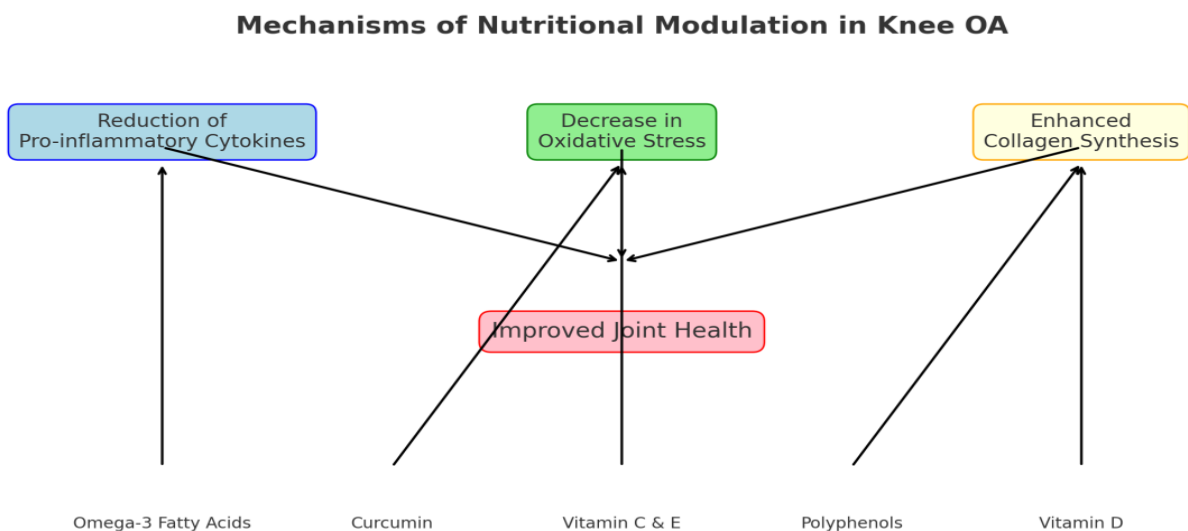 Mechanisms of Nutritional Modulation in Knee OA
Reduction of
Pro-inflammatory Cytokines
Decrease in
Oxidative Stress
Enhanced
Collagen Synthesis
Improved Joint Health
Omega-3 Fatty Acids
Curcumin
Vitamin C & E
Polyphenols
Vitamin D